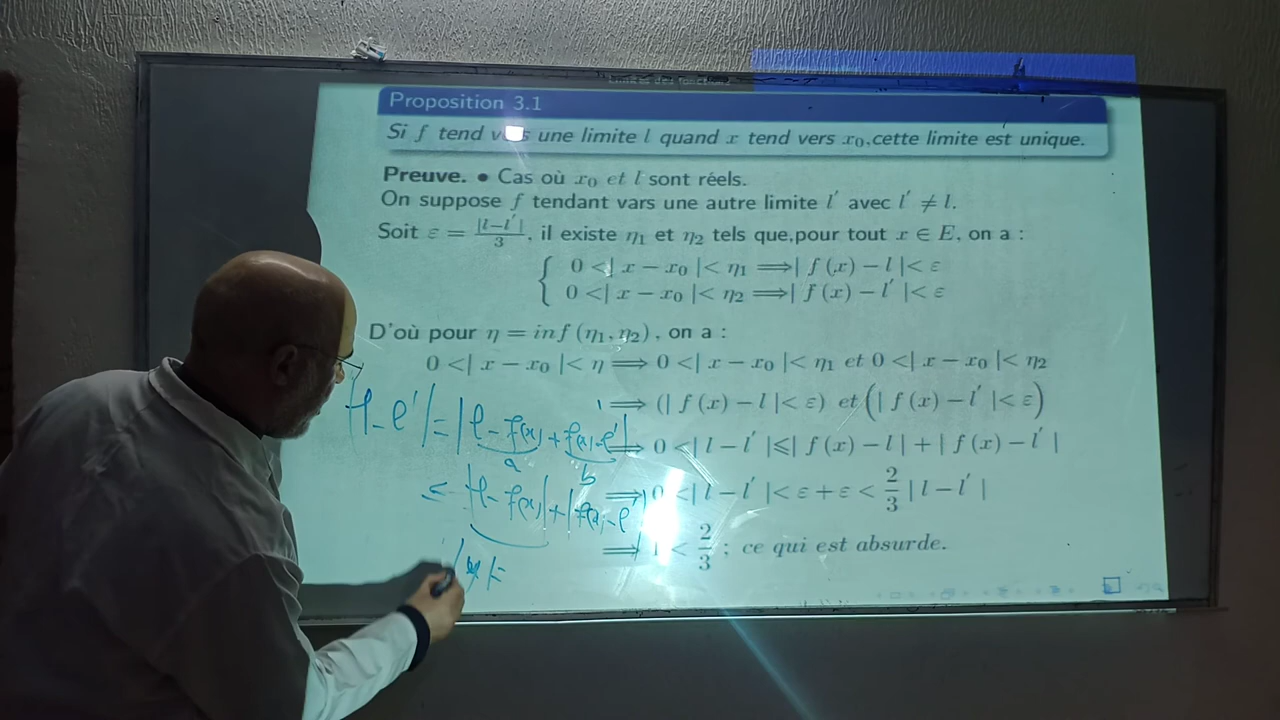 Proposition 3.1
Si f tend vers une limite l quand x tend vers x₀,cette limite est unique.
Preuve. • Cas où x₀ et l sont réels.
On suppose f tendant vars une autre limite l′ avec l′ ≠ l.
Soit ε = |l−l′|/3, il existe η₁ et η₂ tels que,pour tout x ∈ E, on a :
0 <| x − x₀ |< η₁ ⟹| f (x) − l |< ε
0 <| x − x₀ |< η₂ ⟹| f (x) − l′ |< ε
D'où pour η = inf (η₁, η₂), on a :
0 <| x − x₀ |< η ⟹ 0 <| x − x₀ |< η₁ et 0 <| x − x₀ |< η₂
⟹ (| f (x) − l |< ε) et (| f (x) − l′ |< ε)
|l − l′| = |l − f(x) + f(x) − l′|
a b
⟹ 0 <| l − l′ |⩽| f (x) − l | + | f (x) − l′ |
≤ |l − f(x)| + |f(x) − l′|
⟹ 0 <| l − l′ |< ε + ε < 2/3 | l − l′ |
⟹ 1 < 2/3 ; ce qui est absurde.